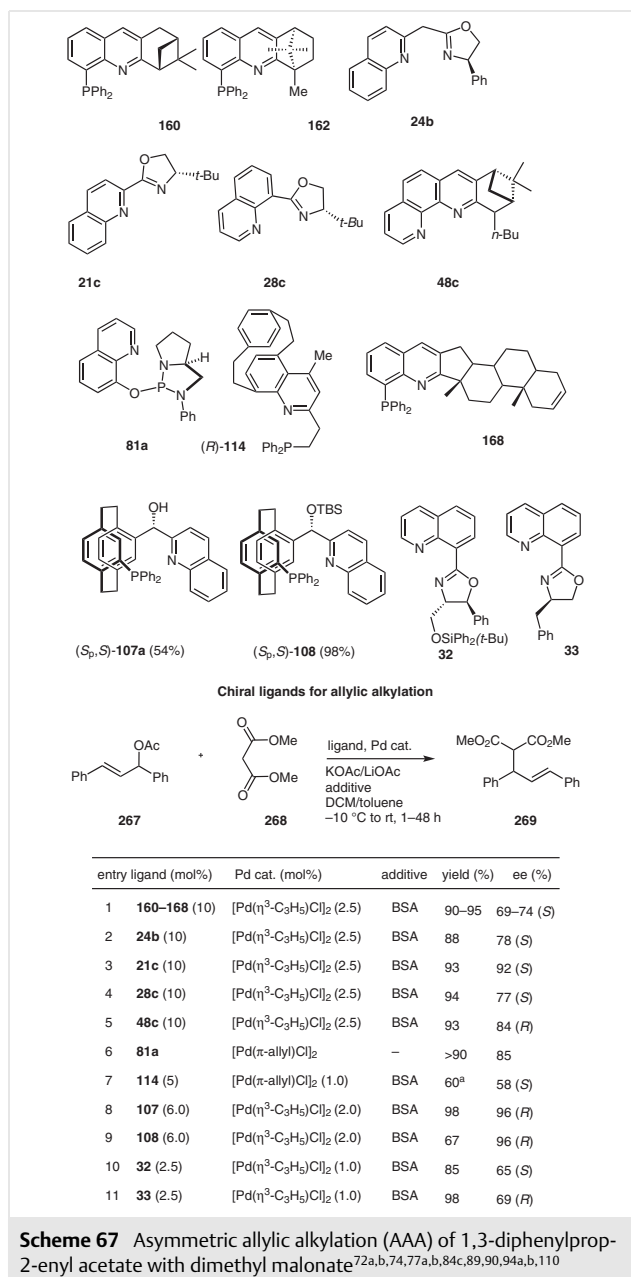 PPh2 PPh2 Me N N O N Ph
160 162 24b
O t-Bu N N O N N t-Bu N N n-Bu
21c 28c 48c
N O P N N H Ph Me N Ph2P N PPh2
81a (R)-114 168
OH N PPh2 OTBS N PPh2 N N O Ph OSiPh2(t-Bu) N N O Ph
(Sp,S)-107a (54%) (Sp,S)-108 (98%) 32 33
Chiral ligands for allylic alkylation
OAc Ph Ph + O OMe OMe O
ligand, Pd cat.
KOAc/LiOAc
additive
DCM/toluene
–10 °C to rt, 1–48 h
MeO2C CO2Me Ph Ph
267 268 269
entry ligand (mol%) Pd cat. (mol%) additive yield (%) ee (%)
1 160–168 (10) [Pd(η3-C3H5)Cl]2 (2.5) BSA 90–95 69–74 (S)
2 24b (10) [Pd(η3-C3H5)Cl]2 (2.5) BSA 88 78 (S)
3 21c (10) [Pd(η3-C3H5)Cl]2 (2.5) BSA 93 92 (S)
4 28c (10) [Pd(η3-C3H5)Cl]2 (2.5) BSA 94 77 (S)
5 48c (10) [Pd(η3-C3H5)Cl]2 (2.5) BSA 93 84 (R)
6 81a [Pd(π-allyl)Cl]2 – >90 85
7 114 (5) [Pd(π-allyl)Cl]2 (1.0) BSA 60a 58 (S)
8 107 (6.0) [Pd(η3-C3H5)Cl]2 (2.0) BSA 98 96 (R)
9 108 (6.0) [Pd(η3-C3H5)Cl]2 (2.0) BSA 67 96 (R)
10 32 (2.5) [Pd(η3-C3H5)Cl]2 (1.0) BSA 85 65 (S)
11 33 (2.5) [Pd(η3-C3H5)Cl]2 (1.0) BSA 98 69 (R)
Scheme 67 Asymmetric allylic alkylation (AAA) of 1,3-diphenylprop-
2-enyl acetate with dimethyl malonate72a,b,74,77a,b,84c,89,90,94a,b,110